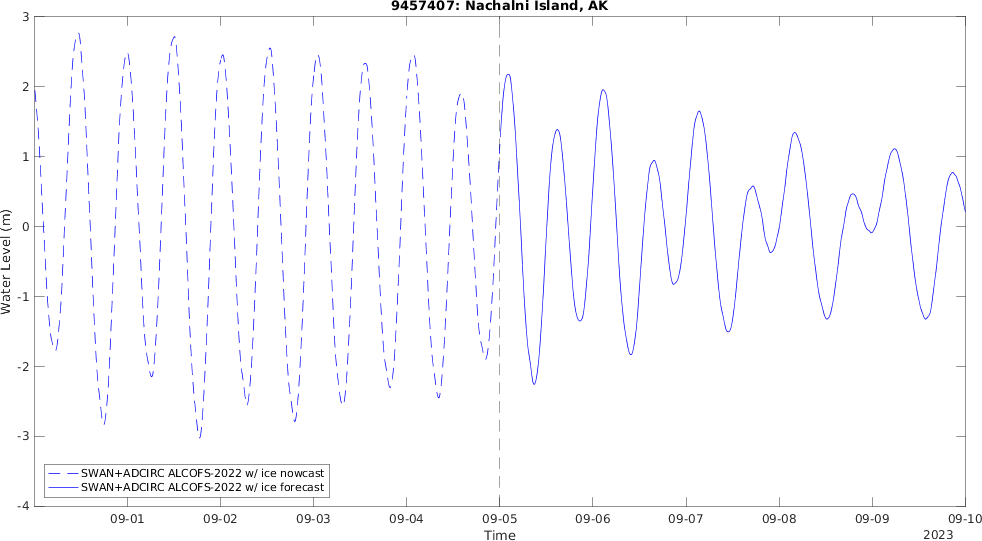 9457407: Nachalni Island, AK
3
2
1
0
-1
-2
-3
-4
Water Level (m)
SWAN+ADCIRC ALCOFS-2022 w/ ice nowcast
SWAN+ADCIRC ALCOFS-2022 w/ ice forecast
09-01 09-02 09-03 09-04 09-05 09-06 09-07 09-08 09-09 09-10
Time
2023